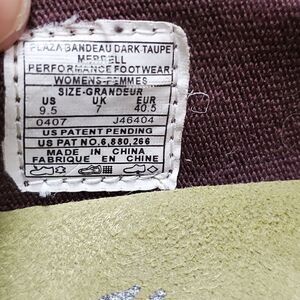 PLAZA BANDEAU DARK TAUPE
MERRELL
PERFORMANCE FOOTWEAR
WOMENS-FEMMES
SIZE-GRANDEUR
US UK EUR
9.5 7 40.5
0407 J46404
US PATENT PENDING
US PAT NO.6,880,266
MADE IN CHINA
FABRIQUE EN CHINE